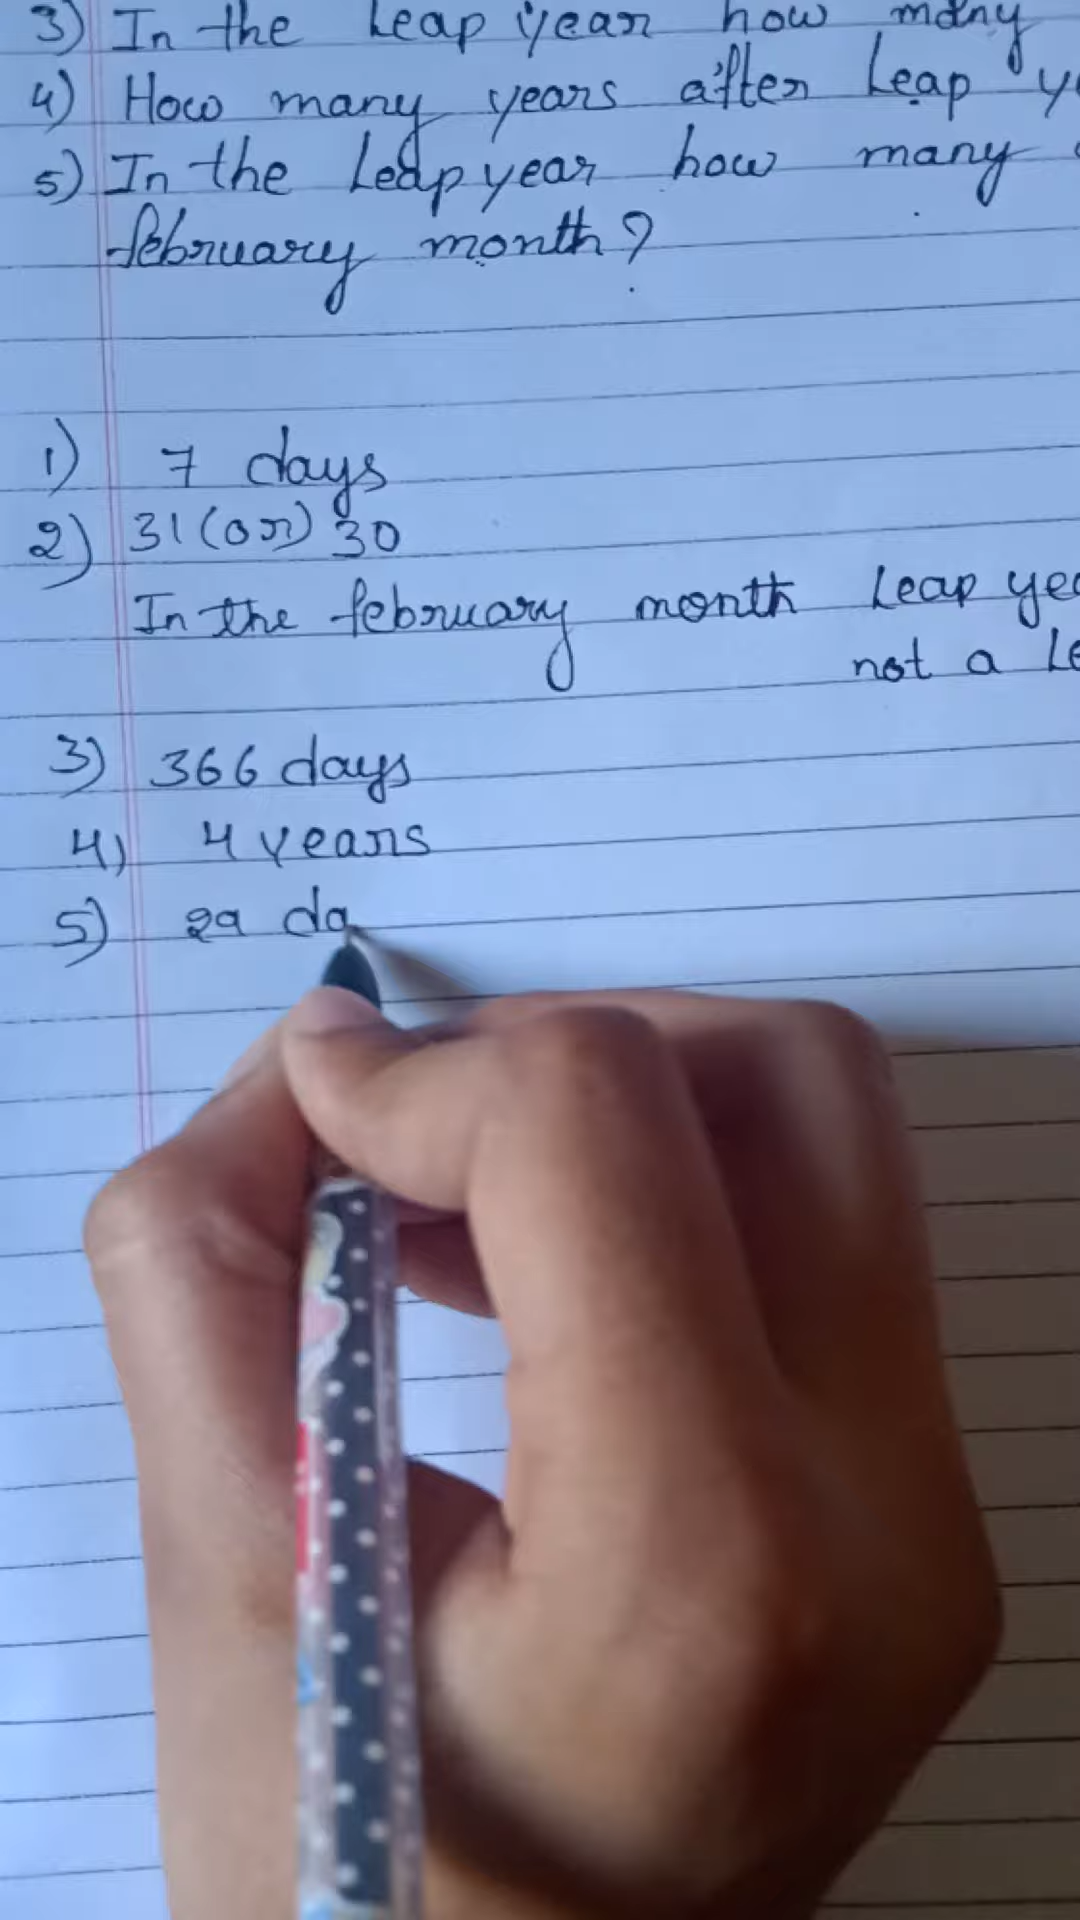 3) In the Leap year how many
4) How many years after Leap
5) In the Leap year how many
february month?
1) 7 days
2) 31 (or) 30
In the february month Leap
not a
3) 366 days
4) 4 years
5) 29 da